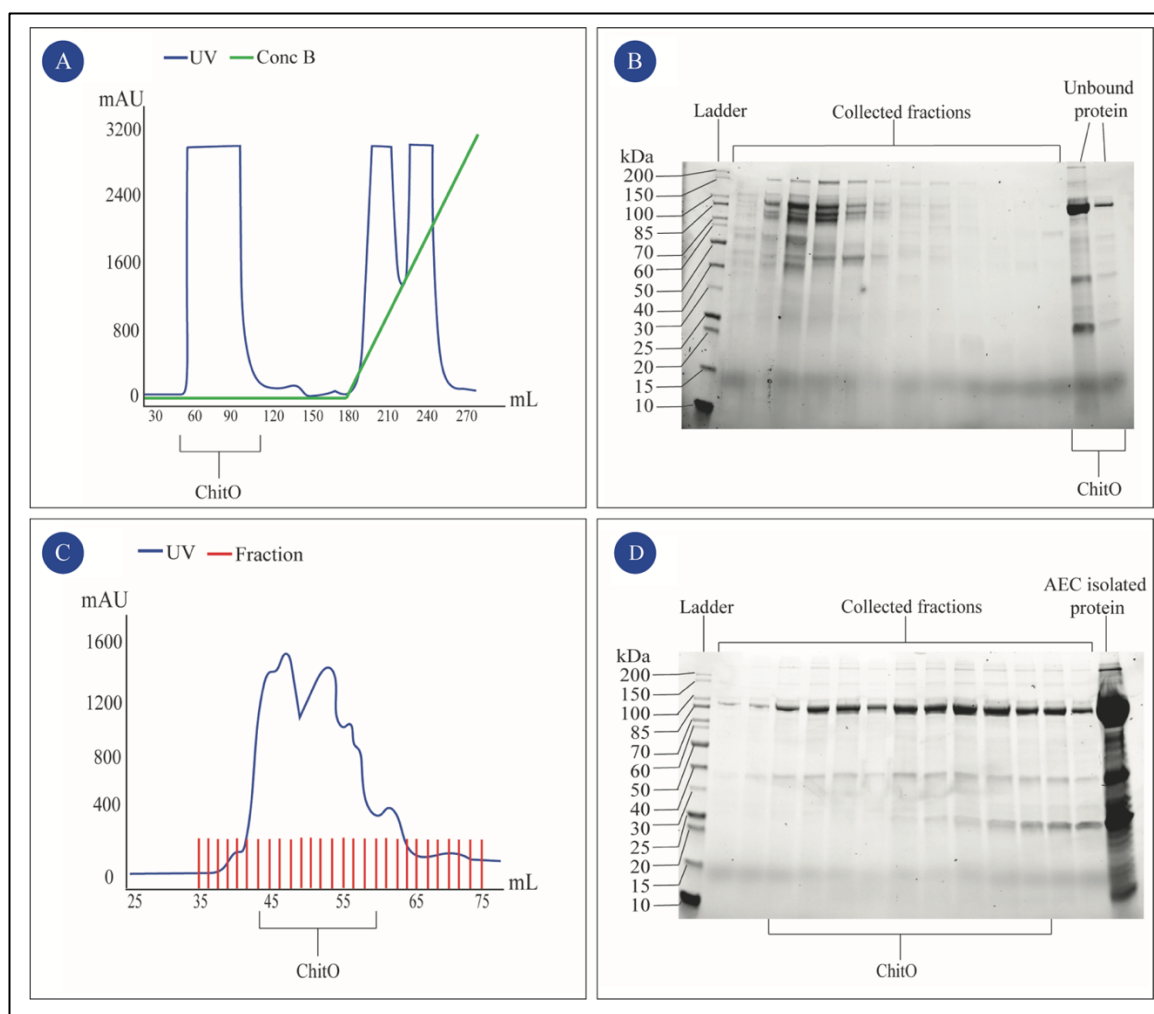 A
UV Conc B
mAU
3200
2400
1600
800
0
30 60 90 120 150 180 210 240 270 mL
ChitO
B
Unbound
protein
Ladder Collected fractions
kDa
200
150
100
85
70
60
50
40
30
25
20
15
10
ChitO
C
UV Fraction
mAU
1600
1200
800
400
0
25 35 45 55 65 75 mL
ChitO
D
AEC isolated
protein
Ladder Collected fractions
kDa
200
150
100
85
70
60
50
40
30
25
20
15
10
ChitO